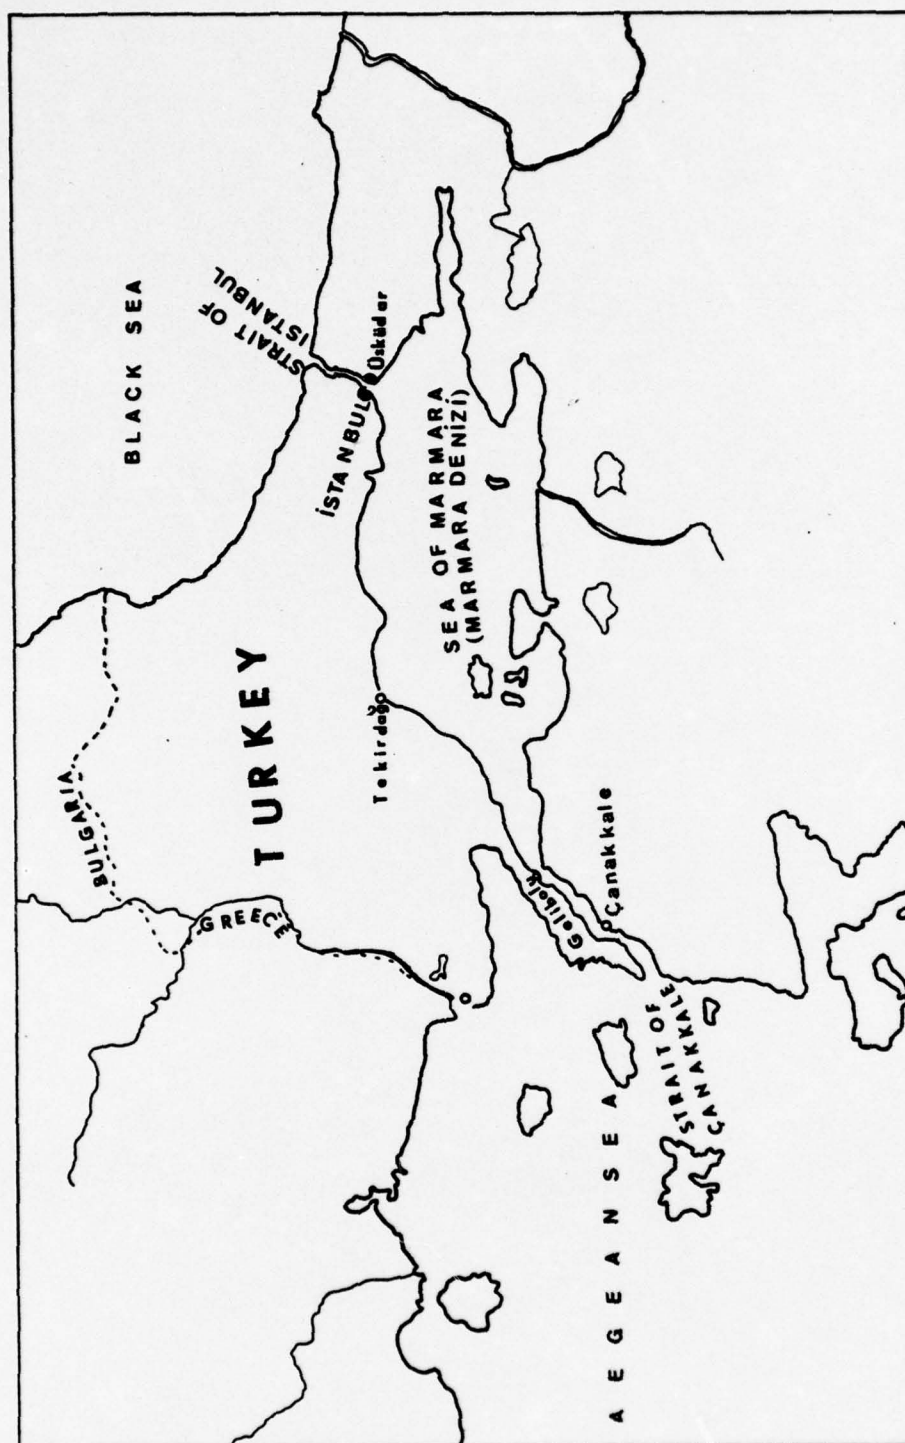 BLACK SEA
STRAIT OF
ISTANBUL
Üsküdar
İSTANBUL
BULGARIA
TURKEY
GREECE
Tekirdağ
SEA OF MARMARA
(MARMARA DENİZİ)
Gelibolu
Çanakkale
STRAIT OF
ÇANAKKALE
AEGEAN SEA